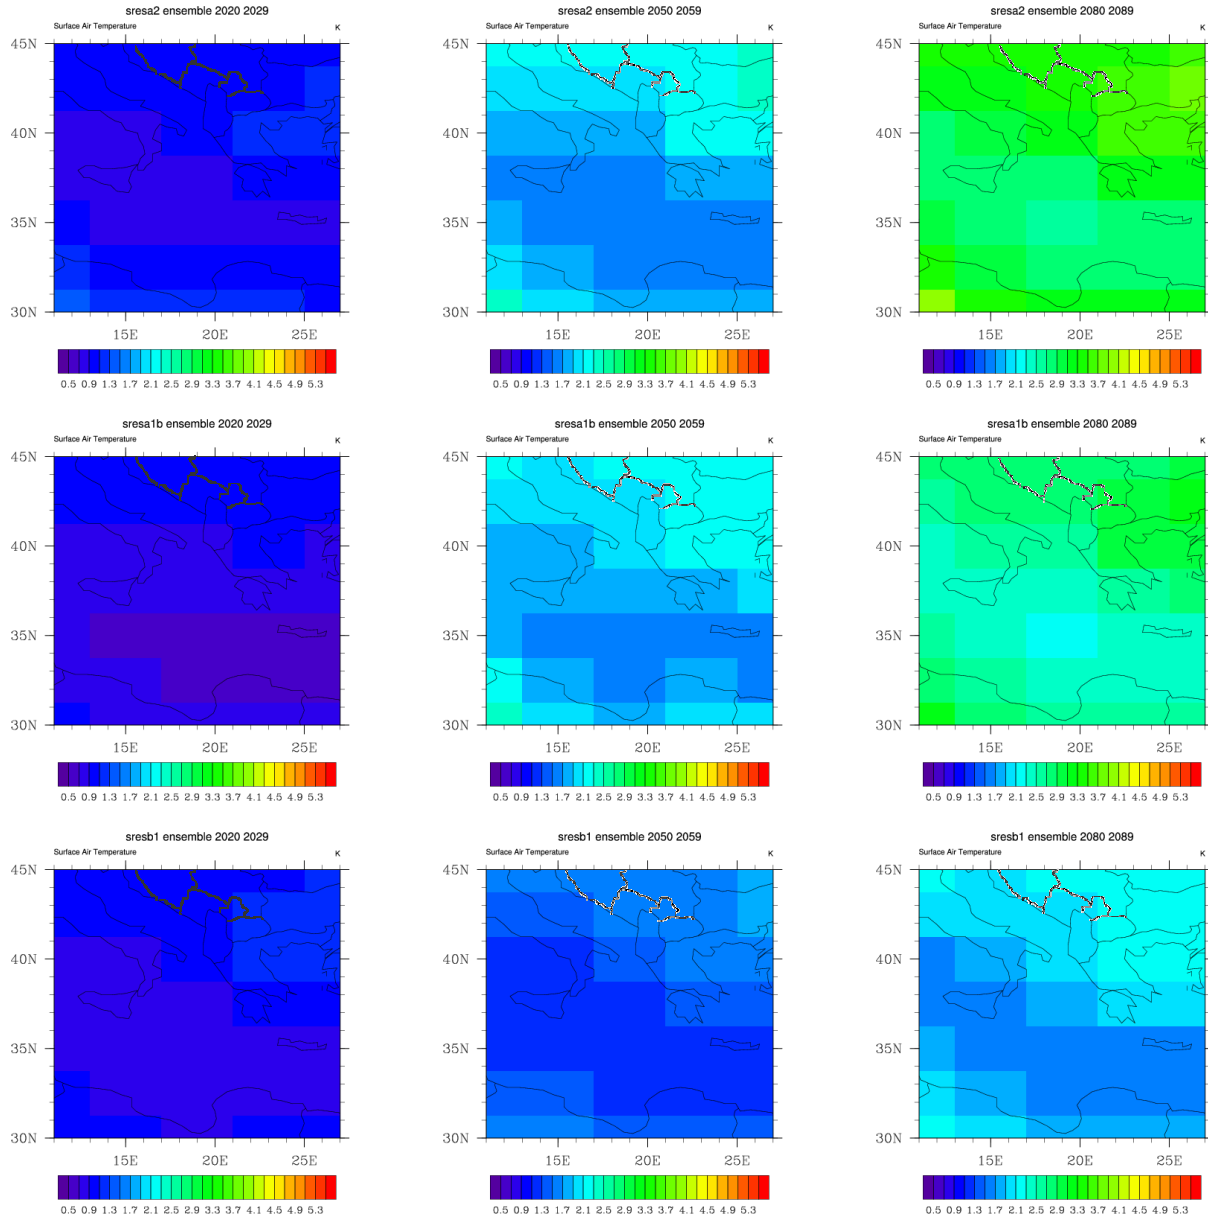 sresa2 ensemble 2020 2029
Surface Air Temperature K
45N
40N
35N
30N
15E 20E 25E
0.5 0.9 1.3 1.7 2.1 2.5 2.9 3.3 3.7 4.1 4.5 4.9 5.3
sresa2 ensemble 2050 2059
Surface Air Temperature K
45N
40N
35N
30N
15E 20E 25E
0.5 0.9 1.3 1.7 2.1 2.5 2.9 3.3 3.7 4.1 4.5 4.9 5.3
sresa2 ensemble 2080 2089
Surface Air Temperature K
45N
40N
35N
30N
15E 20E 25E
0.5 0.9 1.3 1.7 2.1 2.5 2.9 3.3 3.7 4.1 4.5 4.9 5.3
sresa1b ensemble 2020 2029
Surface Air Temperature K
45N
40N
35N
30N
15E 20E 25E
0.5 0.9 1.3 1.7 2.1 2.5 2.9 3.3 3.7 4.1 4.5 4.9 5.3
sresa1b ensemble 2050 2059
Surface Air Temperature K
45N
40N
35N
30N
15E 20E 25E
0.5 0.9 1.3 1.7 2.1 2.5 2.9 3.3 3.7 4.1 4.5 4.9 5.3
sresa1b ensemble 2080 2089
Surface Air Temperature K
45N
40N
35N
30N
15E 20E 25E
0.5 0.9 1.3 1.7 2.1 2.5 2.9 3.3 3.7 4.1 4.5 4.9 5.3
sresb1 ensemble 2020 2029
Surface Air Temperature K
45N
40N
35N
30N
15E 20E 25E
0.5 0.9 1.3 1.7 2.1 2.5 2.9 3.3 3.7 4.1 4.5 4.9 5.3
sresb1 ensemble 2050 2059
Surface Air Temperature K
45N
40N
35N
30N
15E 20E 25E
0.5 0.9 1.3 1.7 2.1 2.5 2.9 3.3 3.7 4.1 4.5 4.9 5.3
sresb1 ensemble 2080 2089
Surface Air Temperature K
45N
40N
35N
30N
15E 20E 25E
0.5 0.9 1.3 1.7 2.1 2.5 2.9 3.3 3.7 4.1 4.5 4.9 5.3